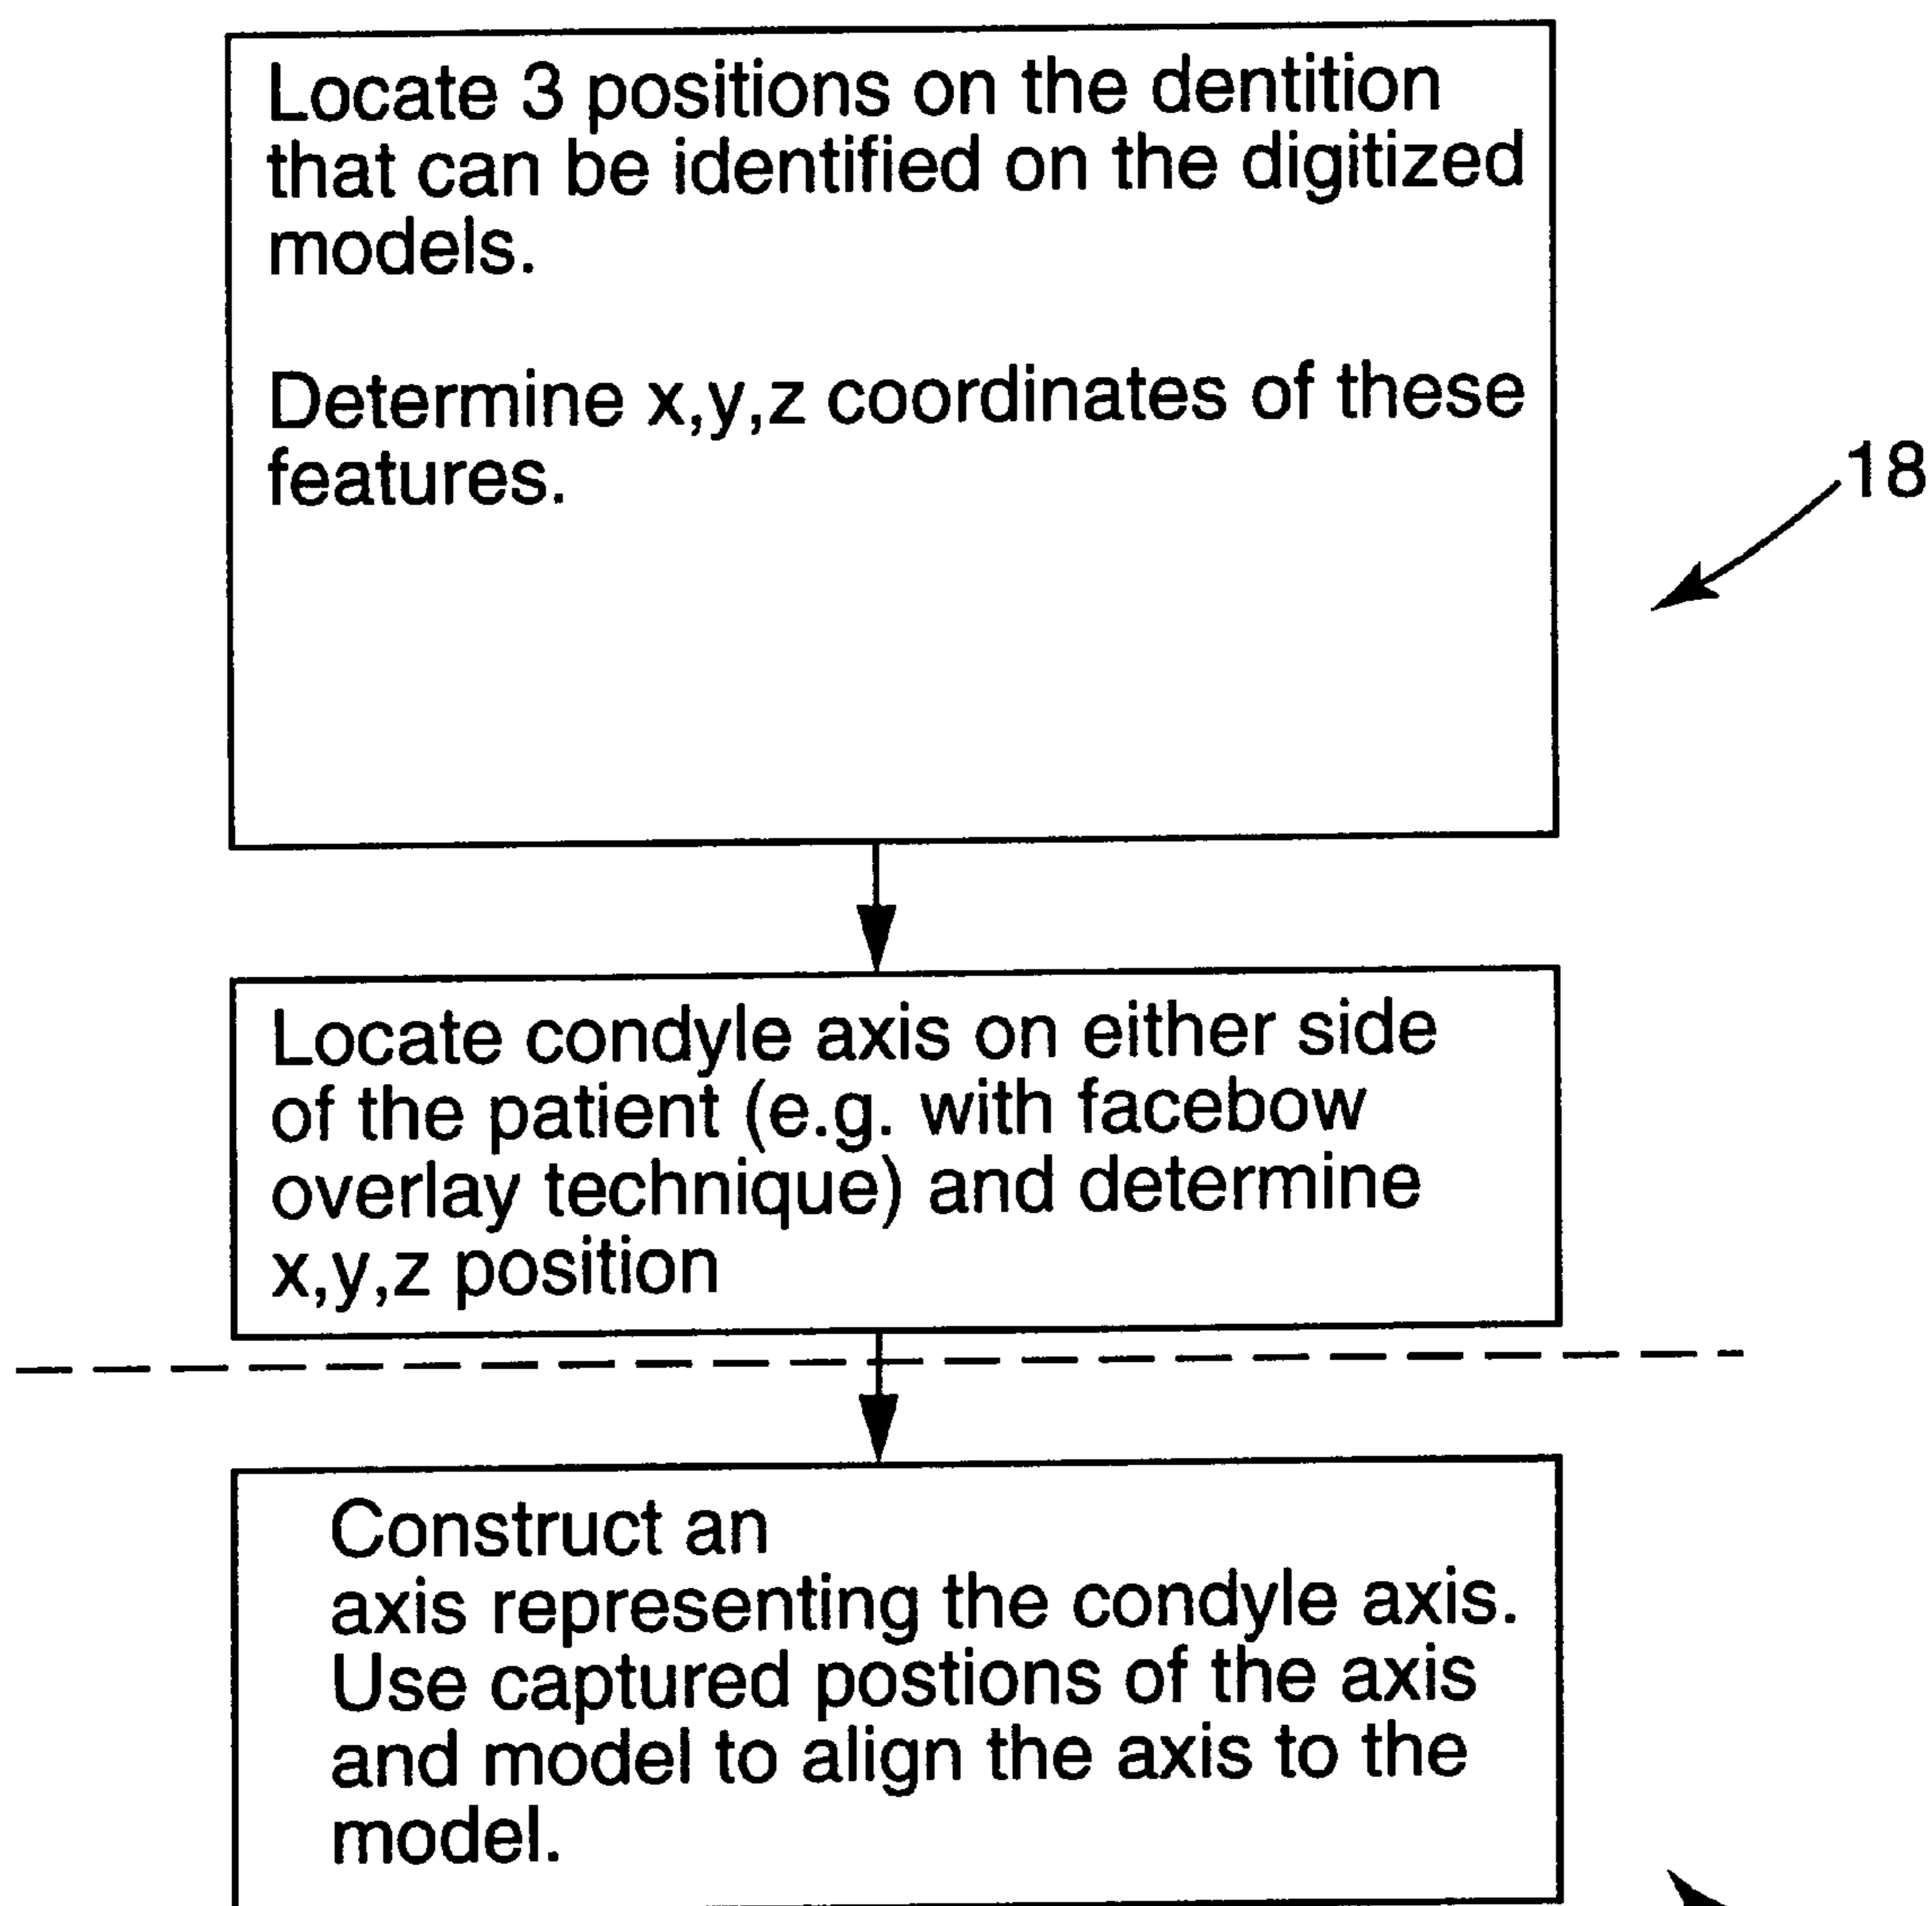 Locate 3 positions on the dentition
that can be identified on the digitized
models.
Determine x,y,z coordinates of these
features.
18
Locate condyle axis on either side
of the patient (e.g. with facebow
overlay technique) and determine
x,y,z position
Construct an
axis representing the condyle axis.
Use captured postions of the axis
and model to align the axis to the
model.